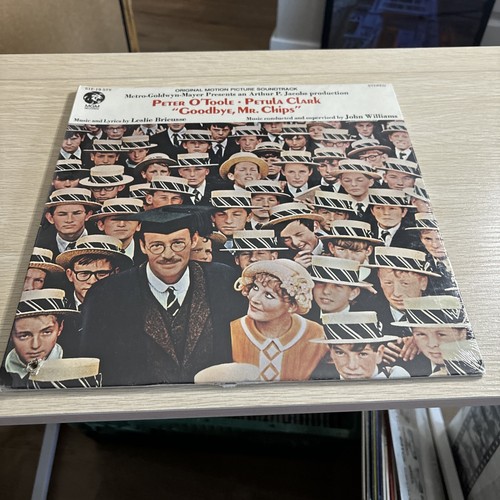 ORIGINAL MOTION PICTURE SOUNDTRACK
Metro-Goldwyn-Mayer Presents an Arthur P. Jacobs production
Peter O'Toole • Petula Clark
"Goodbye, Mr. Chips"
Music and Lyrics by Leslie Bricusse
Music conducted and supervised by John Williams
MGM